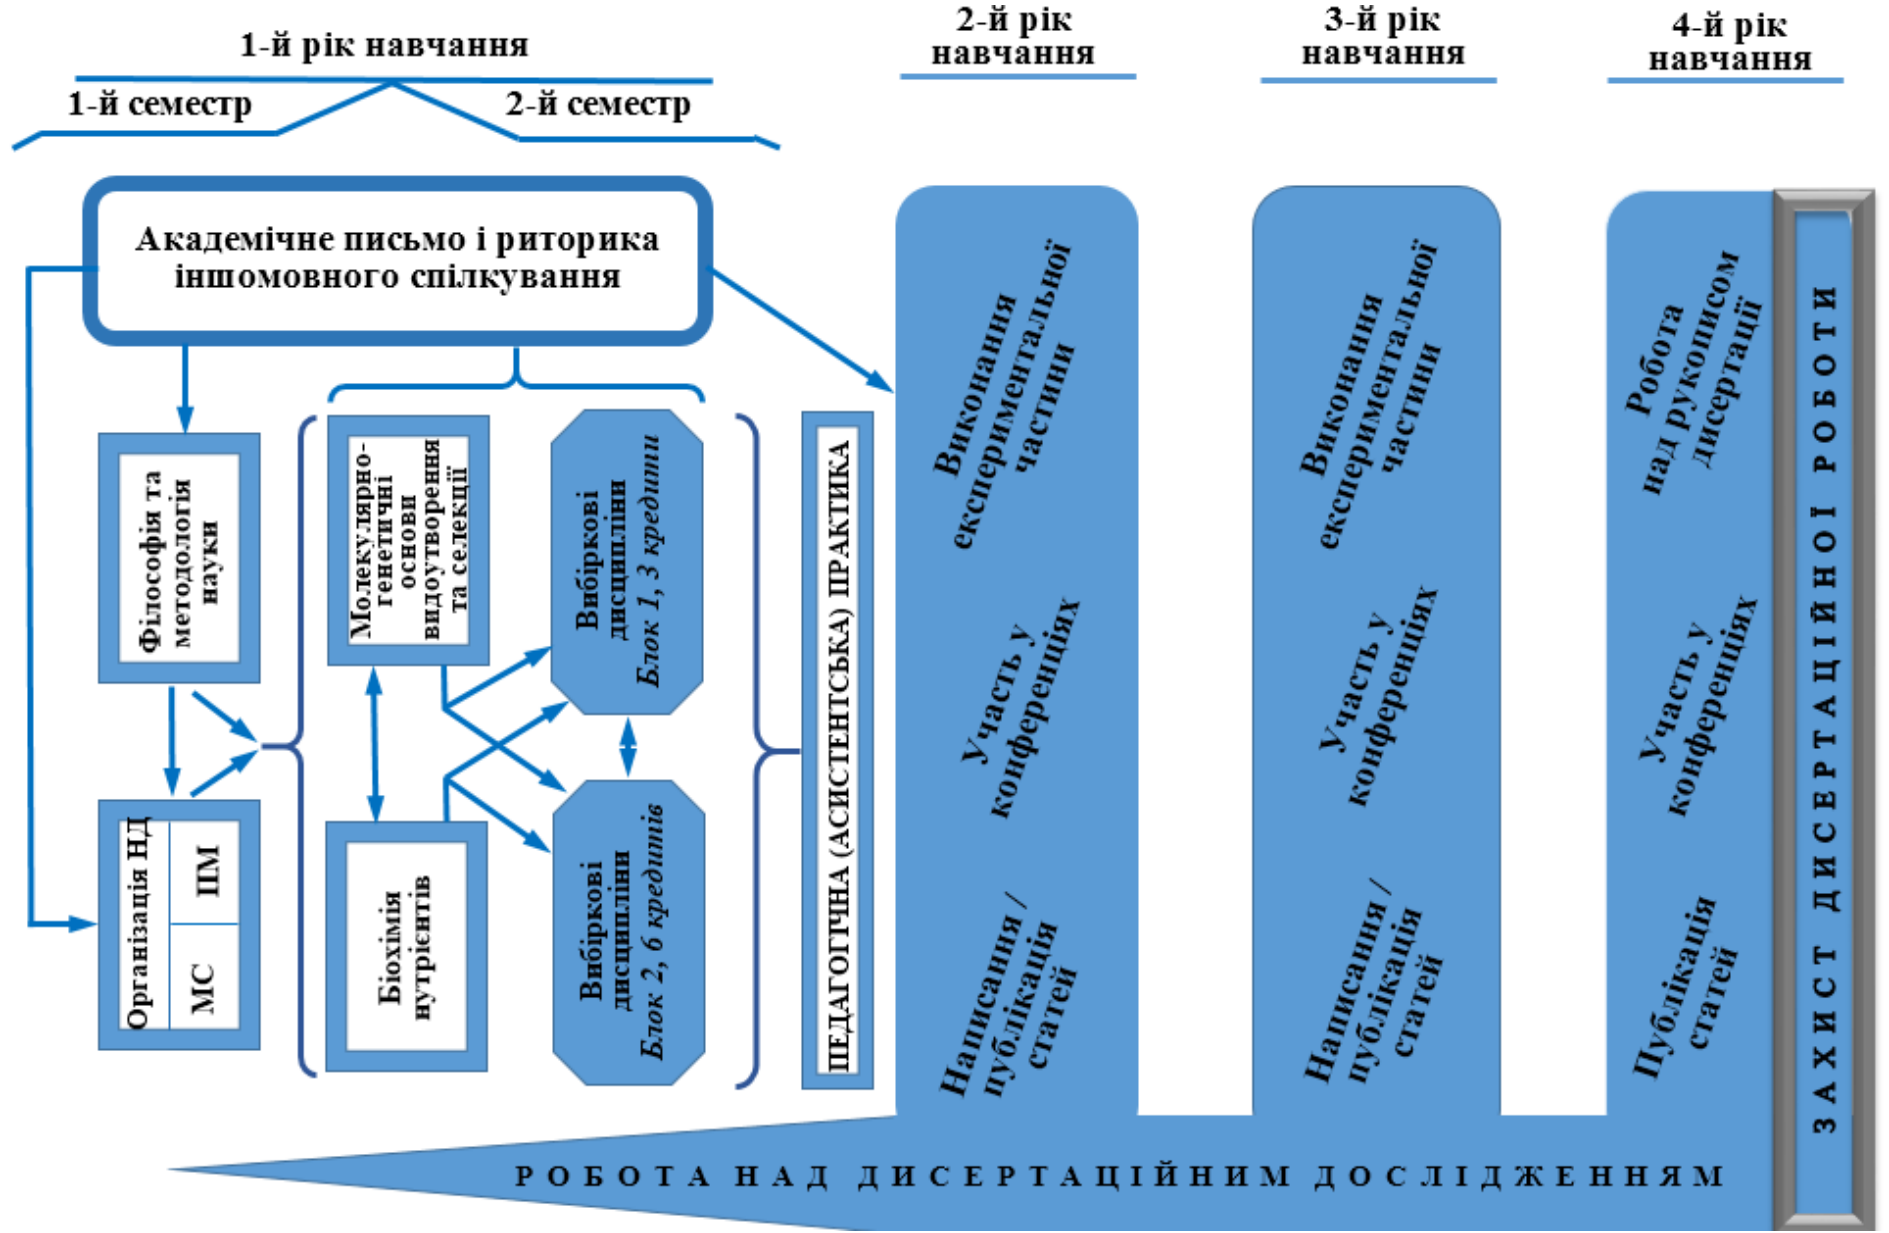 1-й рік навчання
1-й семестр
2-й семестр
2-й рік
навчання
3-й рік
навчання
4-й рік
навчання
Академічне письмо і риторика
іншомовного спілкування
Філософія та
методологія
науки
Організація НД
МС
ПМ
Молекулярно-
генетичні
основи
видоутворення
та селекції
Біохімія
нутрієнтів
Вибіркові
дисципліни
Блок 1, 3 кредити
Вибіркові
дисципліни
Блок 2, 6 кредитів
ПЕДАГОГІЧНА (АСИСТЕНТСЬКА) ПРАКТИКА
Виконання
експериментальної
частини
Участь у
конференціях
Написання /
публікація
статей
Виконання
експериментальної
частини
Участь у
конференціях
Написання /
публікація
статей
Робота
над рукописом
дисертації
Участь у
конференціях
Публікація
статей
ЗАХИСТ ДИСЕРТАЦІЙНОЇ РОБОТИ
РОБОТА НАД ДИСЕРТАЦІЙНИМ ДОСЛІДЖЕННЯМ